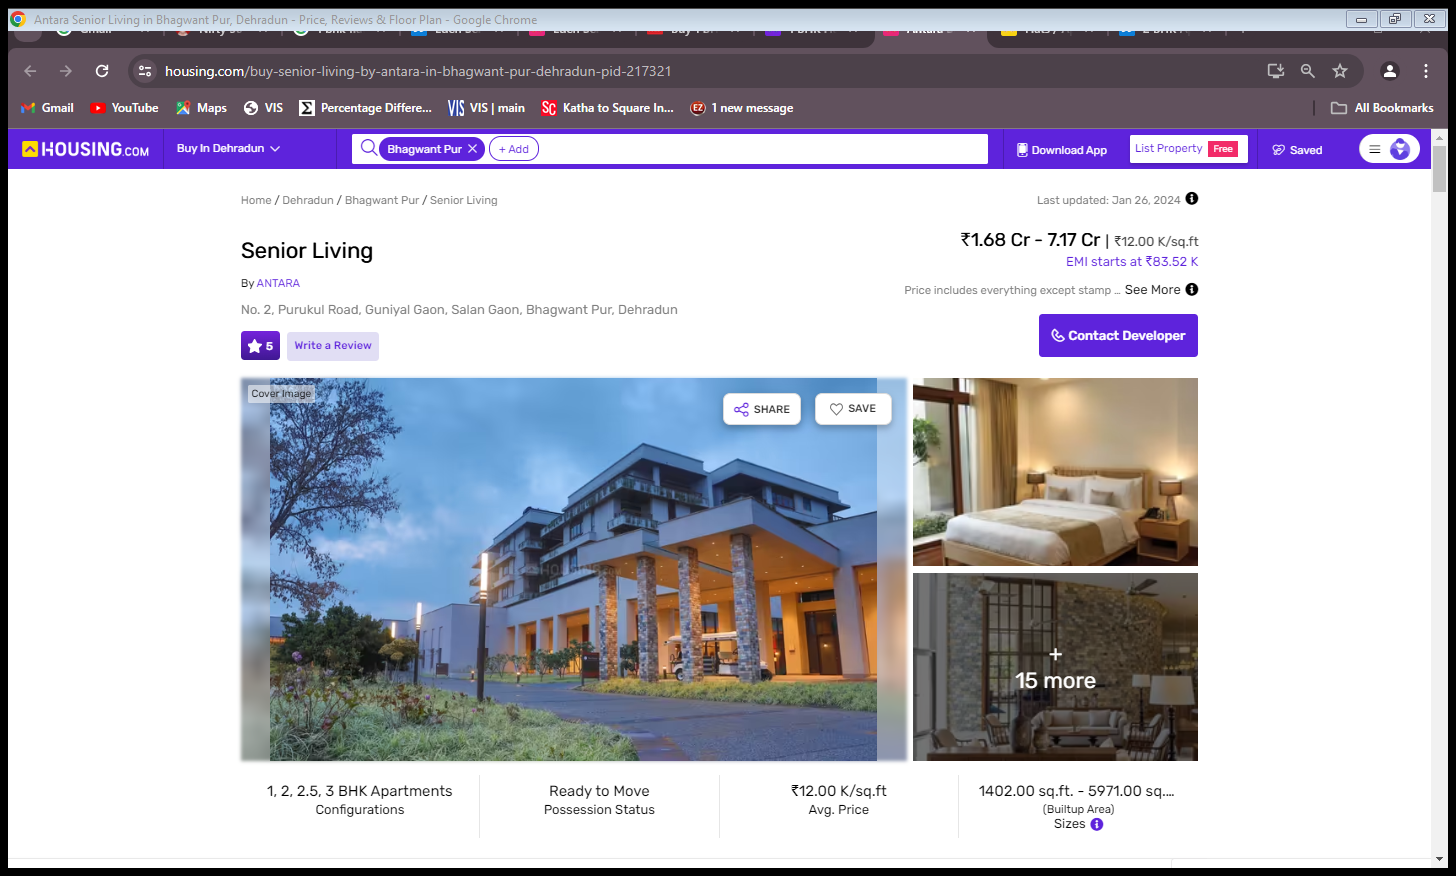 Antara Senior Living in Bhagwant Pur, Dehradun - Price, Reviews & Floor Plan - Google Chrome
housing.com/buy-senior-living-by-antara-in-bhagwant-pur-dehradun-pid-217321
Gmail YouTube Maps VIS Percentage Differe... VIS | main Katha to Square In... 1 new message All Bookmarks
HOUSING.COM Buy In Dehradun Bhagwant Pur + Add Download App List Property Free Saved
Home / Dehradun / Bhagwant Pur / Senior Living
Last updated: Jan 26, 2024
Senior Living
₹1.68 Cr - 7.17 Cr | ₹12.00 K/sq.ft
EMI starts at ₹83.52 K
By ANTARA
Price includes everything except stamp ... See More
No. 2, Purukul Road, Guniyal Gaon, Salan Gaon, Bhagwant Pur, Dehradun
Contact Developer
5 Write a Review
Cover Image
SHARE SAVE
+
15 more
1, 2, 2.5, 3 BHK Apartments
Configurations
Ready to Move
Possession Status
₹12.00 K/sq.ft
Avg. Price
1402.00 sq.ft. - 5971.00 sq....
(Builtup Area)
Sizes